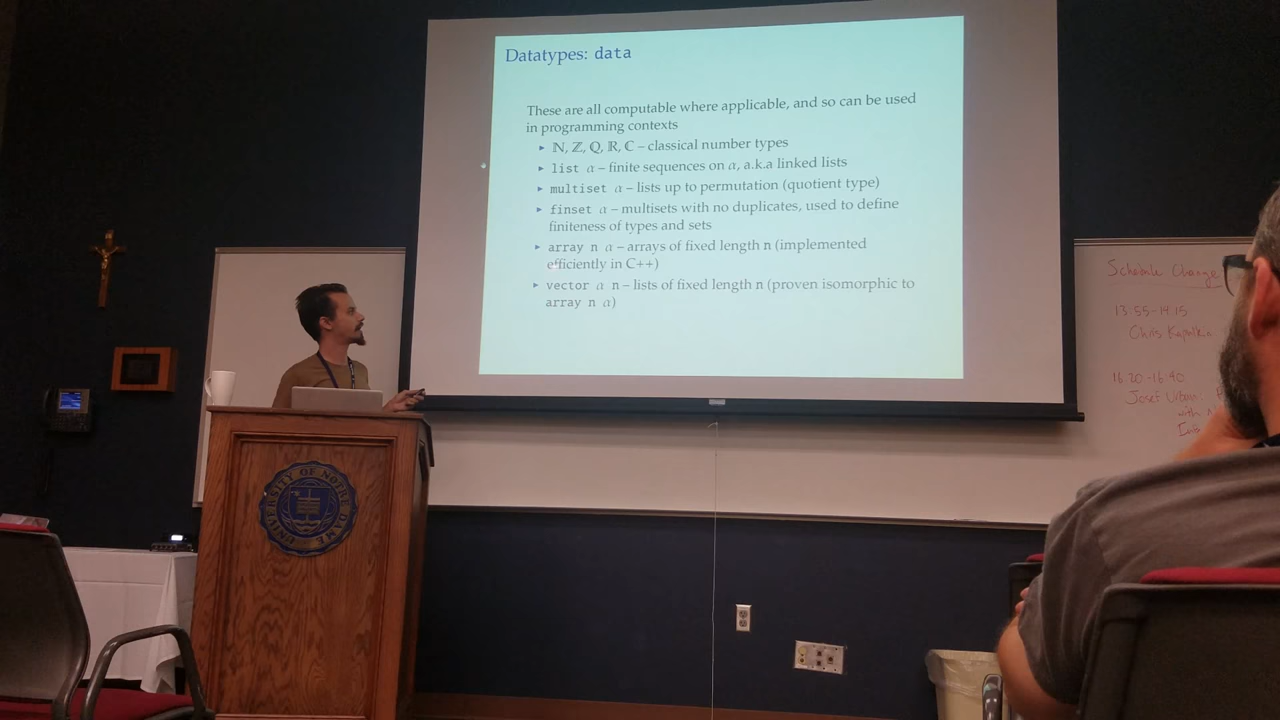 Datatypes: data
These are all computable where applicable, and so can be used
in programming contexts
▸ ℕ, ℤ, ℚ, ℝ, ℂ – classical number types
▸ list α – finite sequences on α, a.k.a linked lists
▸ multiset α – lists up to permutation (quotient type)
▸ finset α – multisets with no duplicates, used to define
finiteness of types and sets
▸ array n α – arrays of fixed length n (implemented
efficiently in C++)
▸ vector α n – lists of fixed length n (proven isomorphic to
array n α)
Schedule Change
13:55-14:15
Chris
16:20-16:40
Josef Urban:
with
UNIVERSITY OF NOTRE DAME